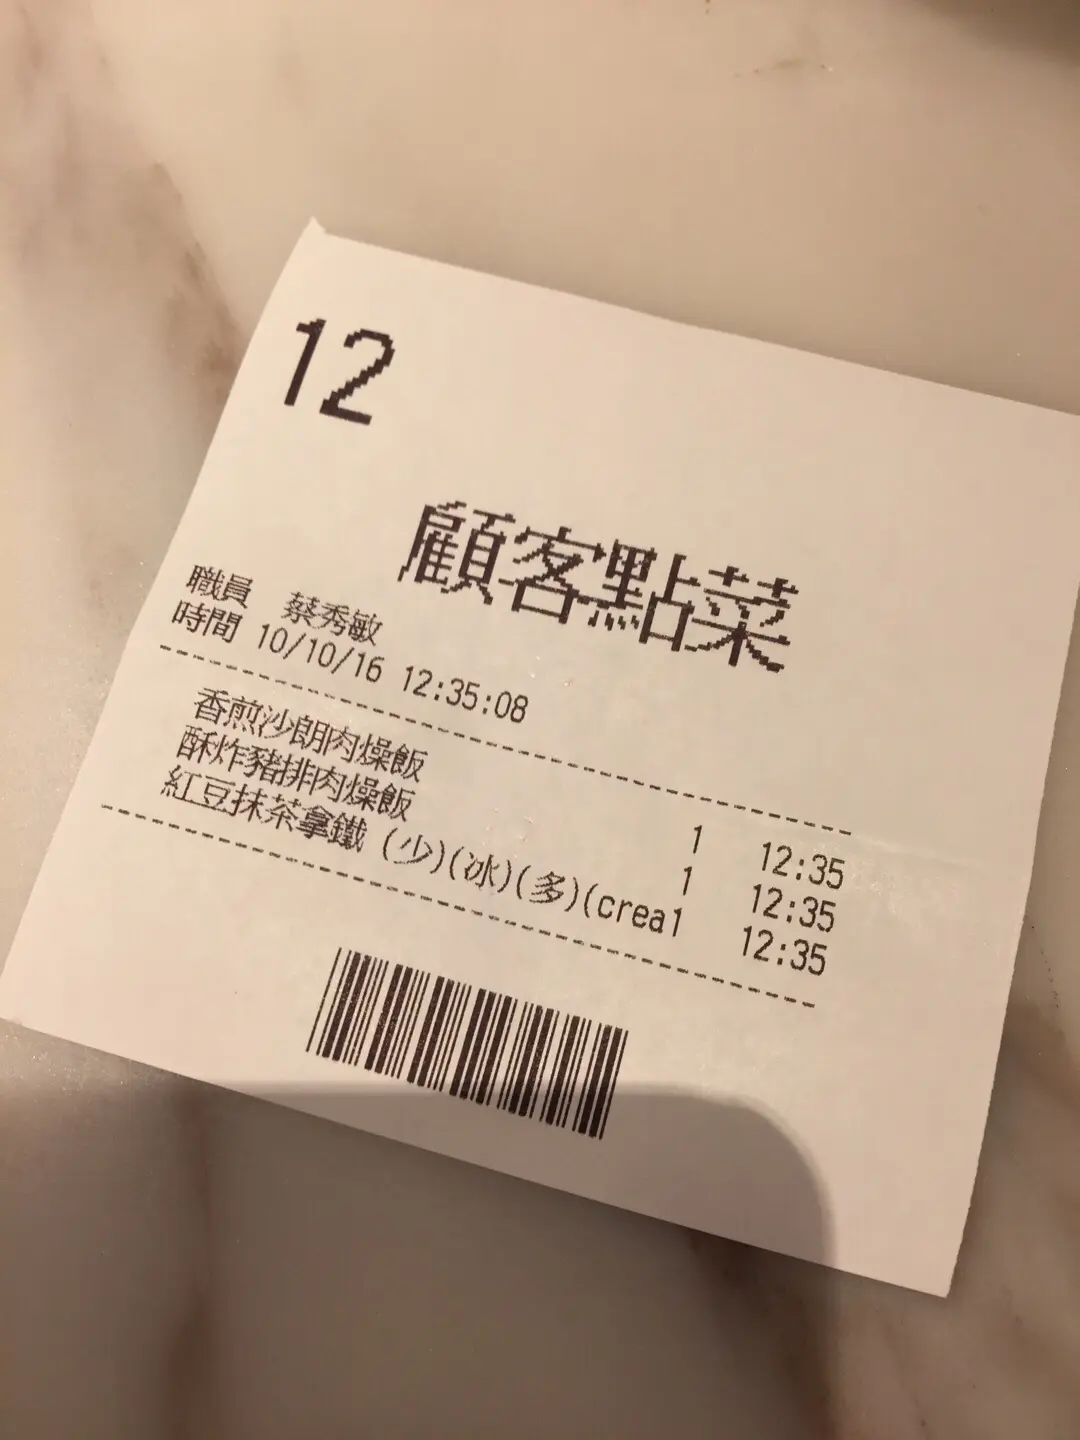 12
顧客點菜
職員 蔡秀敏
時間 10/10/16 12:35:08
香煎沙朗肉燥飯 1 12:35
酥炸豬排肉燥飯 1 12:35
紅豆抹茶拿鐵 (少)(冰)(多)(crea1 12:35